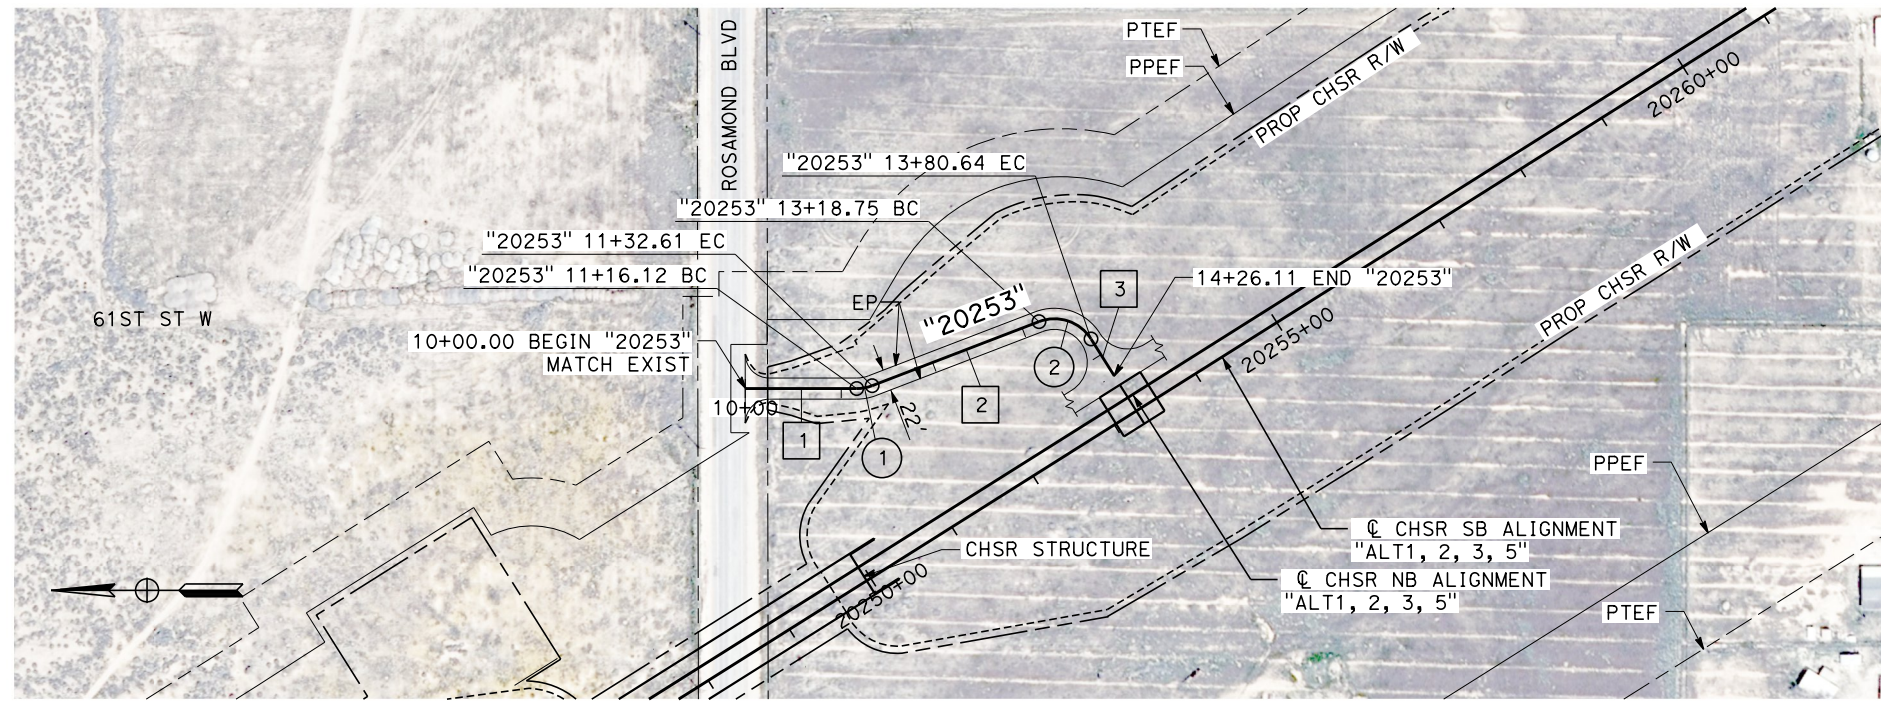 PTEF
PPEF
ROSAMOND BLVD
PROP CHSR R/W
20260+00
"20253" 13+80.64 EC
"20253" 13+18.75 BC
"20253" 11+32.61 EC
"20253" 11+16.12 BC
61ST ST W
10+00.00 BEGIN "20253"
MATCH EXIST
EP
"20253"
3
14+26.11 END "20253"
PROP CHSR R/W
20255+00
2
10+00
22'
2
1
1
PPEF
℄ CHSR SB ALIGNMENT
"ALT1, 2, 3, 5"
CHSR STRUCTURE
℄ CHSR NB ALIGNMENT
"ALT1, 2, 3, 5"
20250+00
PTEF